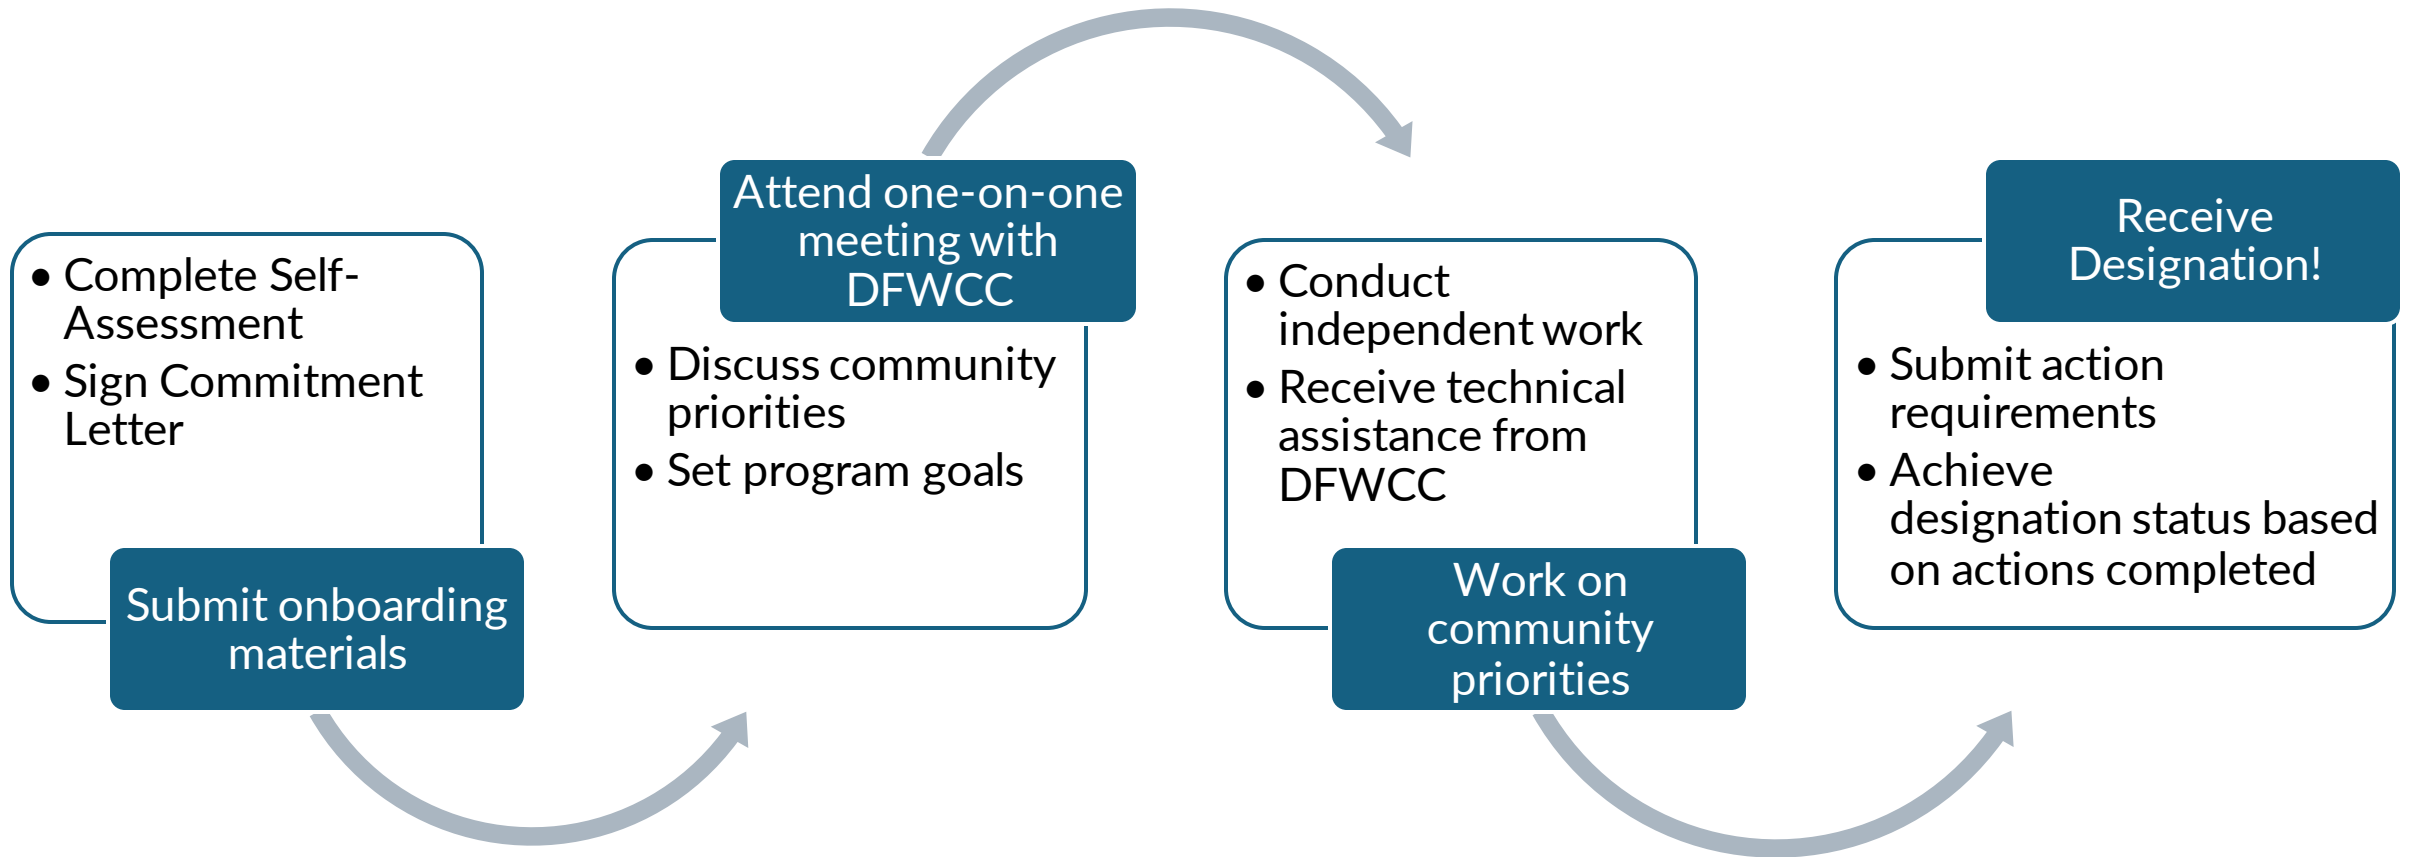 • Complete Self-
Assessment
• Sign Commitment
Letter
Submit onboarding
materials
Attend one-on-one
meeting with
DFWCC
• Discuss community
priorities
• Set program goals
• Conduct
independent work
• Receive technical
assistance from
DFWCC
Work on
community
priorities
Receive
Designation!
• Submit action
requirements
• Achieve
designation status based
on actions completed